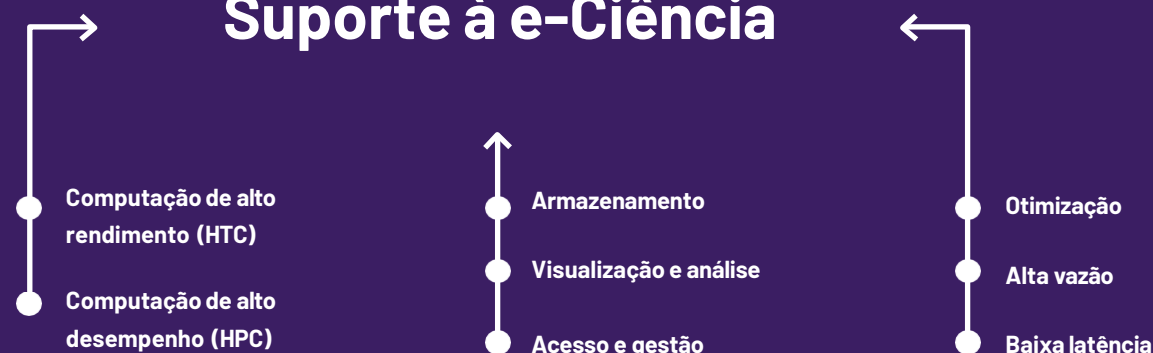 Suporte à e-Ciência
Computação de alto
rendimento (HTC)
Computação de alto
desempenho (HPC)
Armazenamento
Visualização e análise
Acesso e gestão
Otimização
Alta vazão
Baixa latência